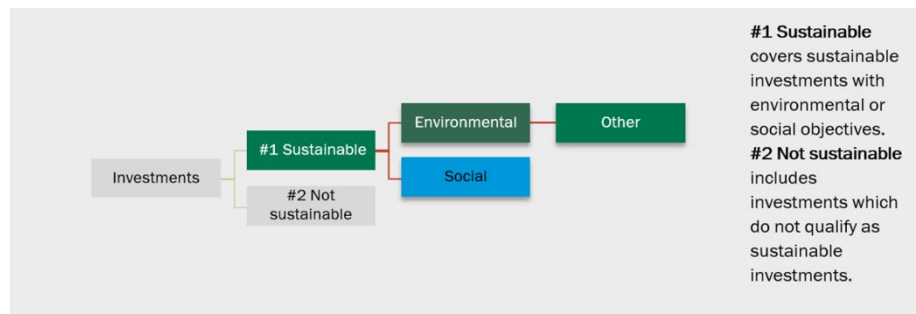 Investments
#1 Sustainable
#2 Not
sustainable
Environmental
Social
Other
#1 Sustainable
covers sustainable
investments with
environmental or
social objectives.
#2 Not sustainable
includes
investments which
do not qualify as
sustainable
investments.